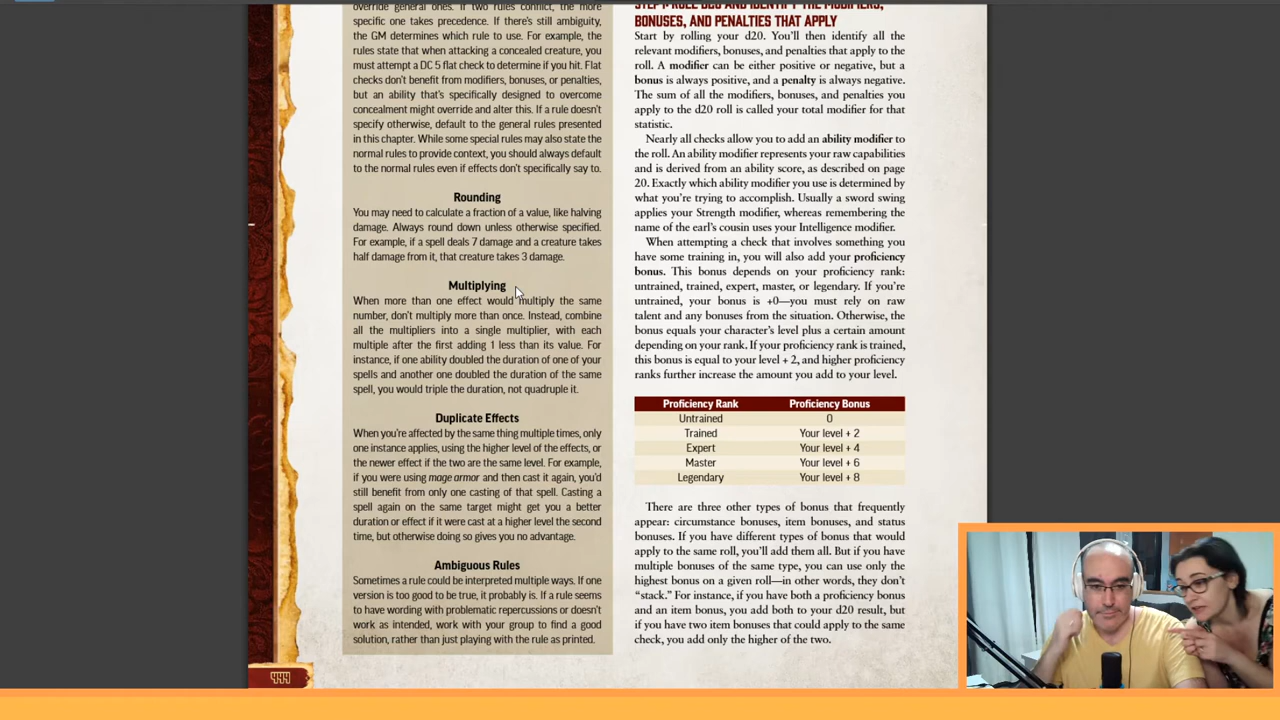 override general ones. If two rules conflict, the more
specific one takes precedence. If there's still ambiguity,
the GM determines which rule to use. For example, the
rules state that when attacking a concealed creature, you
must attempt a DC 5 flat check to determine if you hit. Flat
checks don't benefit from modifiers, bonuses, or penalties,
but an ability that's specifically designed to overcome
concealment might override and alter this. If a rule doesn't
specify otherwise, default to the general rules presented
in this chapter. While some special rules may also state the
normal rules to provide context, you should always default
to the normal rules even if effects don't specifically say to.
Rounding
You may need to calculate a fraction of a value, like halving
damage. Always round down unless otherwise specified.
For example, if a spell deals 7 damage and a creature takes
half damage from it, that creature takes 3 damage.
Multiplying
When more than one effect would multiply the same
number, don't multiply more than once. Instead, combine
all the multipliers into a single multiplier, with each
multiple after the first adding 1 less than its value. For
instance, if one ability doubled the duration of one of your
spells and another one doubled the duration of the same
spell, you would triple the duration, not quadruple it.
Duplicate Effects
When you're affected by the same thing multiple times, only
one instance applies, using the higher level of the effects, or
the newer effect if the two are the same level. For example,
if you were using mage armor and then cast it again, you'd
still benefit from only one casting of that spell. Casting a
spell again on the same target might get you a better
duration or effect if it were cast at a higher level the second
time, but otherwise doing so gives you no advantage.
Ambiguous Rules
Sometimes a rule could be interpreted multiple ways. If one
version is too good to be true, it probably is. If a rule seems
to have wording with problematic repercussions or doesn't
work as intended, work with your group to find a good
solution, rather than just playing with the rule as printed.
444
STEP 1: ROLL D20 AND IDENTIFY THE MODIFIERS,
BONUSES, AND PENALTIES THAT APPLY
Start by rolling your d20. You'll then identify all the
relevant modifiers, bonuses, and penalties that apply to the
roll. A modifier can be either positive or negative, but a
bonus is always positive, and a penalty is always negative.
The sum of all the modifiers, bonuses, and penalties you
apply to the d20 roll is called your total modifier for that
statistic.
Nearly all checks allow you to add an ability modifier to
the roll. An ability modifier represents your raw capabilities
and is derived from an ability score, as described on page
20. Exactly which ability modifier you use is determined by
what you're trying to accomplish. Usually a sword swing
applies your Strength modifier, whereas remembering the
name of the earl's cousin uses your Intelligence modifier.
When attempting a check that involves something you
have some training in, you will also add your proficiency
bonus. This bonus depends on your proficiency rank:
untrained, trained, expert, master, or legendary. If you're
untrained, your bonus is +0—you must rely on raw
talent and any bonuses from the situation. Otherwise, the
bonus equals your character's level plus a certain amount
depending on your rank. If your proficiency rank is trained,
this bonus is equal to your level + 2, and higher proficiency
ranks further increase the amount you add to your level.
Proficiency Rank Proficiency Bonus
Untrained 0
Trained Your level + 2
Expert Your level + 4
Master Your level + 6
Legendary Your level + 8
There are three other types of bonus that frequently
appear: circumstance bonuses, item bonuses, and status
bonuses. If you have different types of bonus that would
apply to the same roll, you'll add them all. But if you have
multiple bonuses of the same type, you can use only the
highest bonus on a given roll—in other words, they don't
“stack.” For instance, if you have both a proficiency bonus
and an item bonus, you add both to your d20 result, but
if you have two item bonuses that could apply to the same
check, you add only the higher of the two.